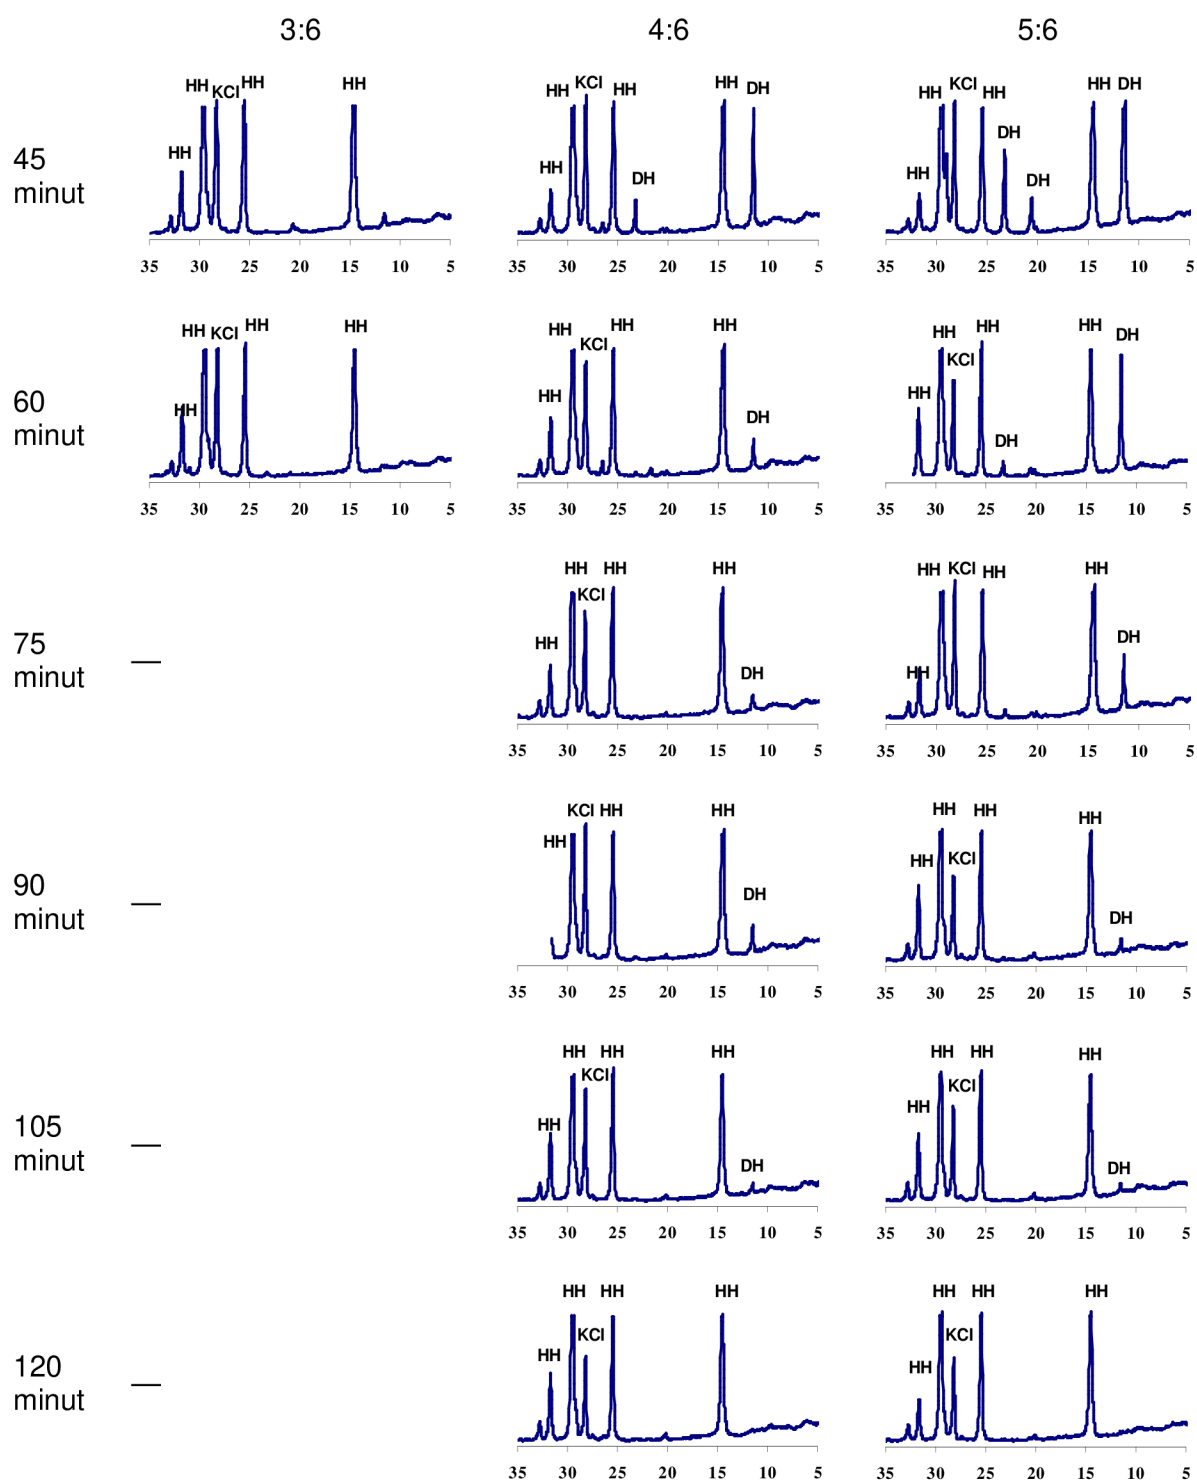 3:6 4:6 5:6
45
minut
HH HH KCl HH HH
35 30 25 20 15 10 5
HH HH KCl HH DH HH DH
35 30 25 20 15 10 5
HH HH KCl HH DH DH HH DH
35 30 25 20 15 10 5
60
minut
HH HH KCl HH HH
35 30 25 20 15 10 5
HH HH KCl HH HH DH
35 30 25 20 15 10 5
HH HH KCl HH DH HH DH
35 30 25 20 15 10 5
75
minut
—
HH HH KCl HH HH DH
35 30 25 20 15 10 5
HH HH KCl HH HH DH
35 30 25 20 15 10 5
90
minut
—
HH KCl HH HH DH
35 30 25 20 15 10 5
HH HH KCl HH HH DH
35 30 25 20 15 10 5
105
minut
—
HH HH KCl HH HH DH
35 30 25 20 15 10 5
HH HH KCl HH HH DH
35 30 25 20 15 10 5
120
minut
—
HH HH KCl HH HH
35 30 25 20 15 10 5
HH HH KCl HH HH
35 30 25 20 15 10 5